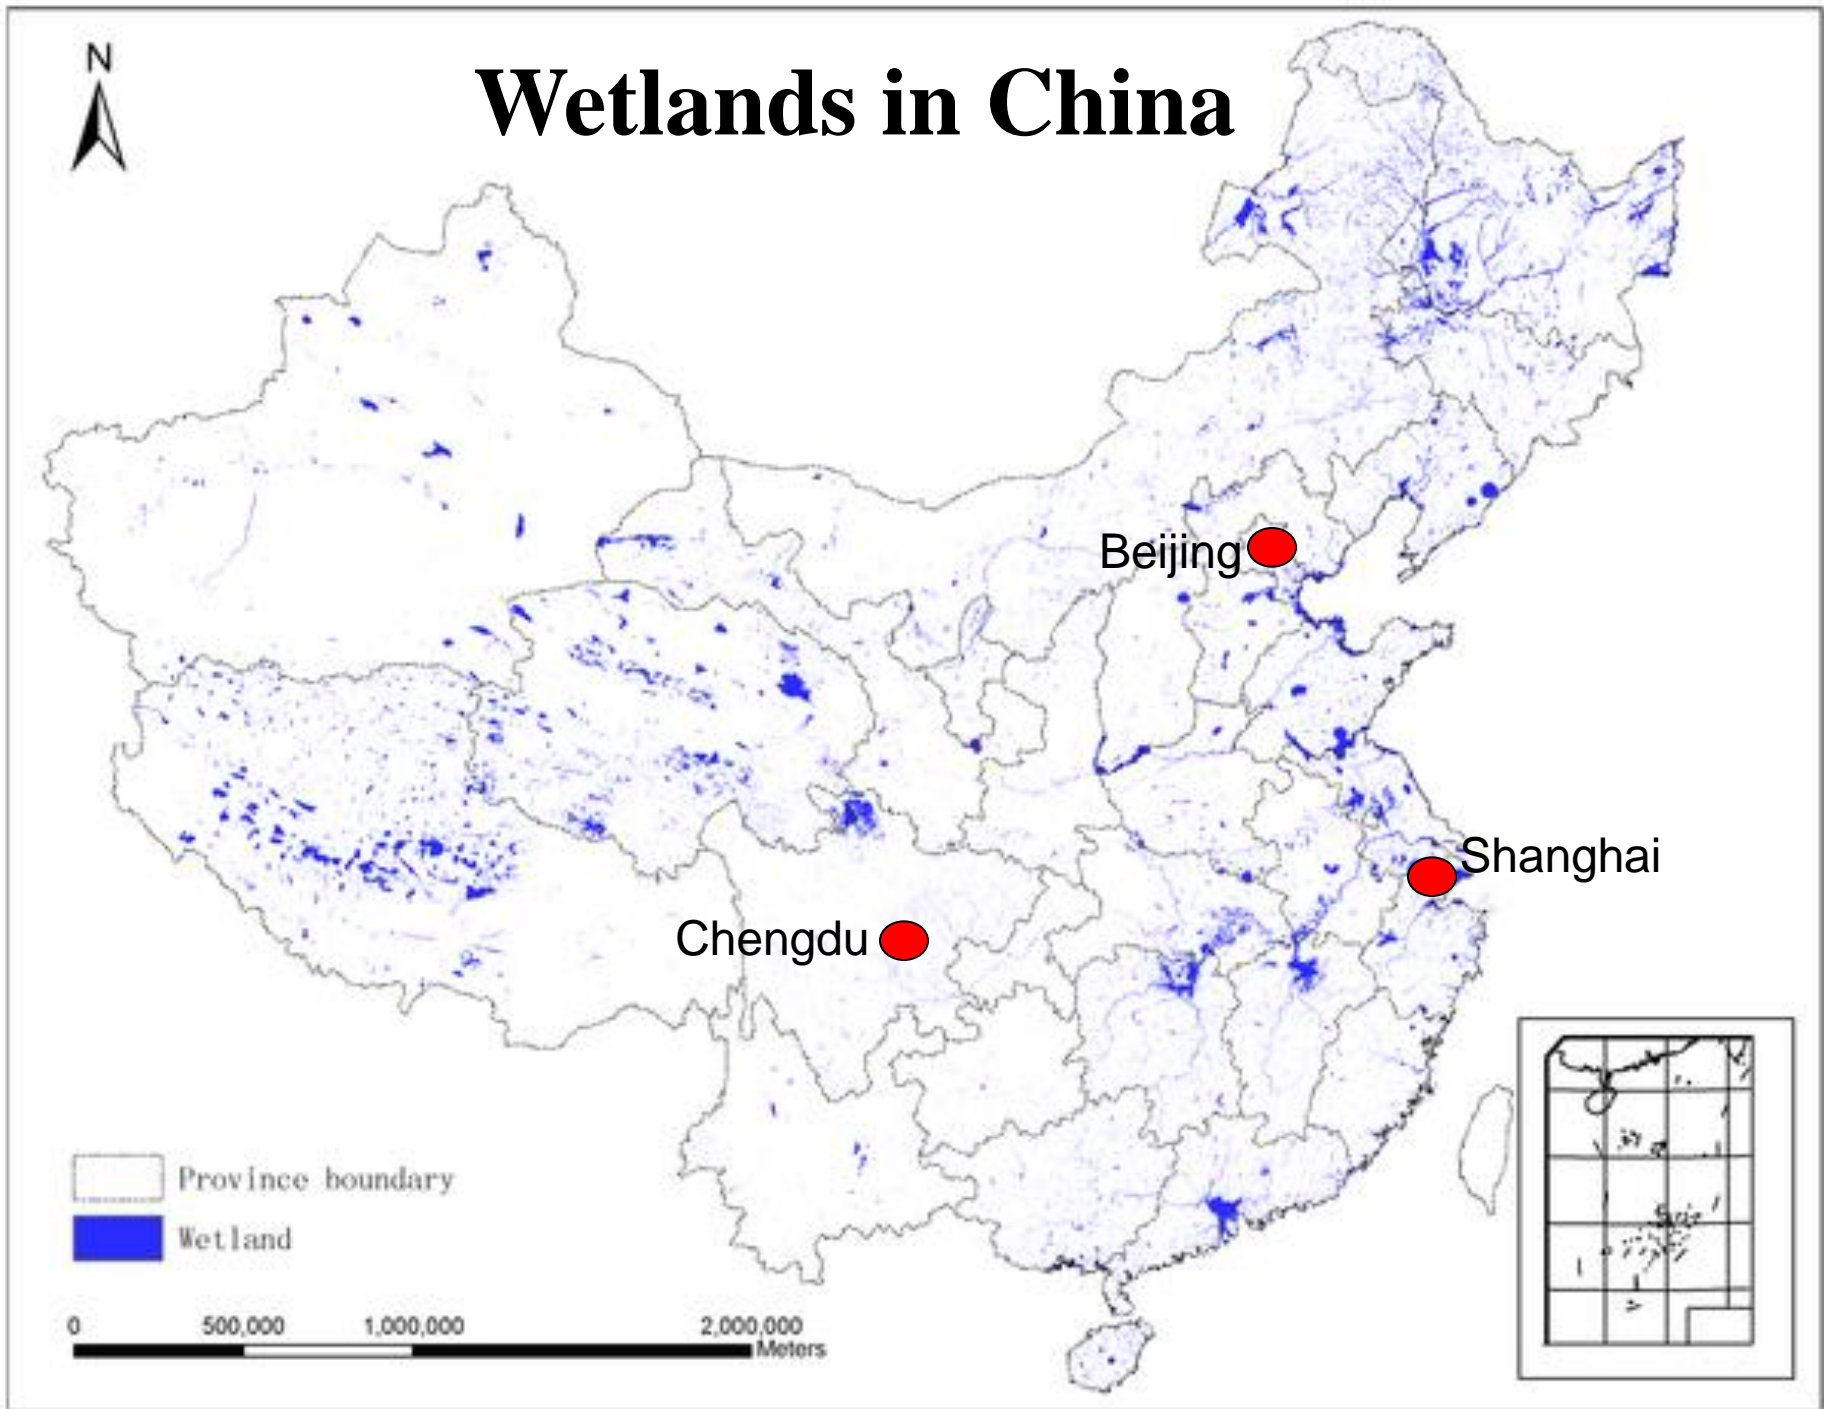 N
Wetlands in China
Beijing
Shanghai
Chengdu
Province boundary
Wetland
0 500,000 1,000,000 2,000,000
Meters